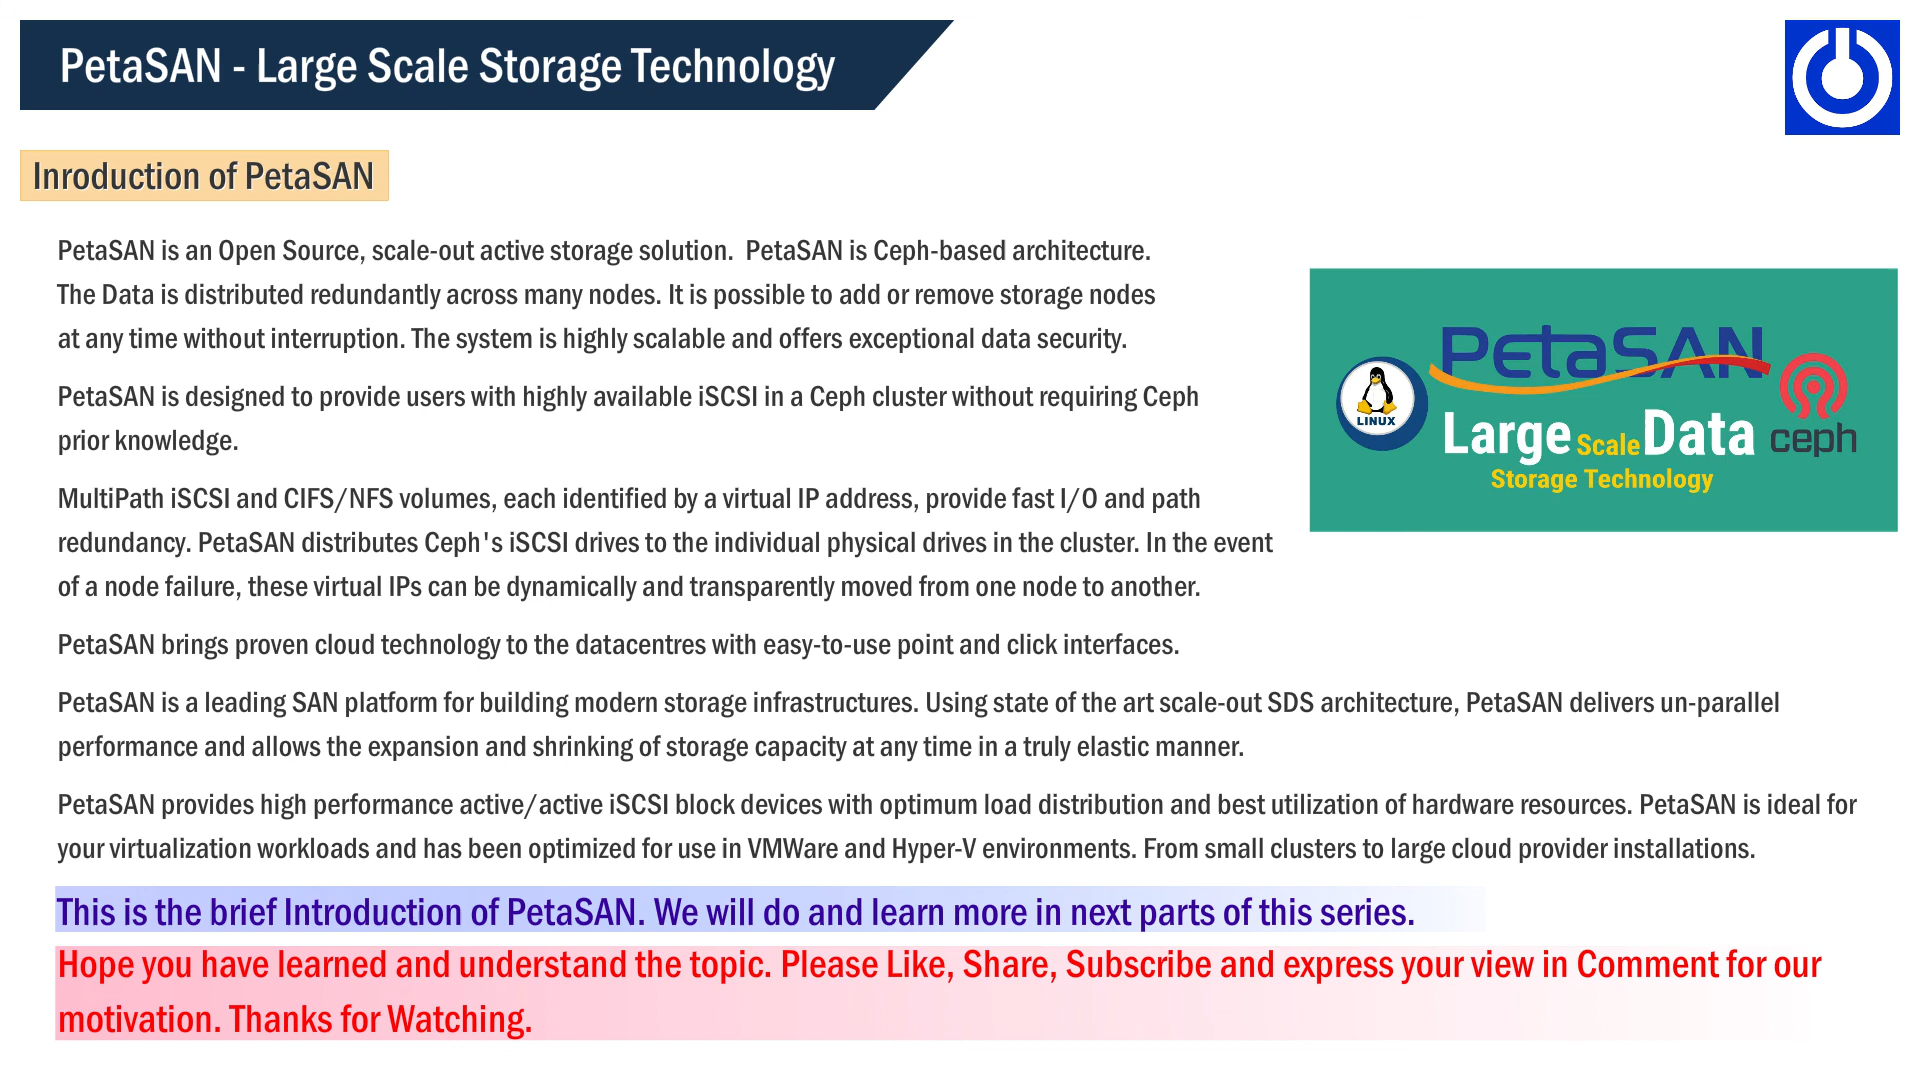 PetaSAN - Large Scale Storage Technology
Inroduction of PetaSAN
PetaSAN is an Open Source, scale-out active storage solution.  PetaSAN is Ceph-based architecture.
The Data is distributed redundantly across many nodes. It is possible to add or remove storage nodes
at any time without interruption. The system is highly scalable and offers exceptional data security.
PetaSAN is designed to provide users with highly available iSCSI in a Ceph cluster without requiring Ceph
prior knowledge.
MultiPath iSCSI and CIFS/NFS volumes, each identified by a virtual IP address, provide fast I/O and path
redundancy. PetaSAN distributes Ceph's iSCSI drives to the individual physical drives in the cluster. In the event
of a node failure, these virtual IPs can be dynamically and transparently moved from one node to another.
PetaSAN brings proven cloud technology to the datacentres with easy-to-use point and click interfaces.
PetaSAN is a leading SAN platform for building modern storage infrastructures. Using state of the art scale-out SDS architecture, PetaSAN delivers un-parallel
performance and allows the expansion and shrinking of storage capacity at any time in a truly elastic manner.
PetaSAN provides high performance active/active iSCSI block devices with optimum load distribution and best utilization of hardware resources. PetaSAN is ideal for
your virtualization workloads and has been optimized for use in VMWare and Hyper-V environments. From small clusters to large cloud provider installations.
This is the brief Introduction of PetaSAN. We will do and learn more in next parts of this series.
Hope you have learned and understand the topic. Please Like, Share, Subscribe and express your view in Comment for our
motivation. Thanks for Watching.
PetaSAN
LINUX
Large Scale Data
ceph
Storage Technology